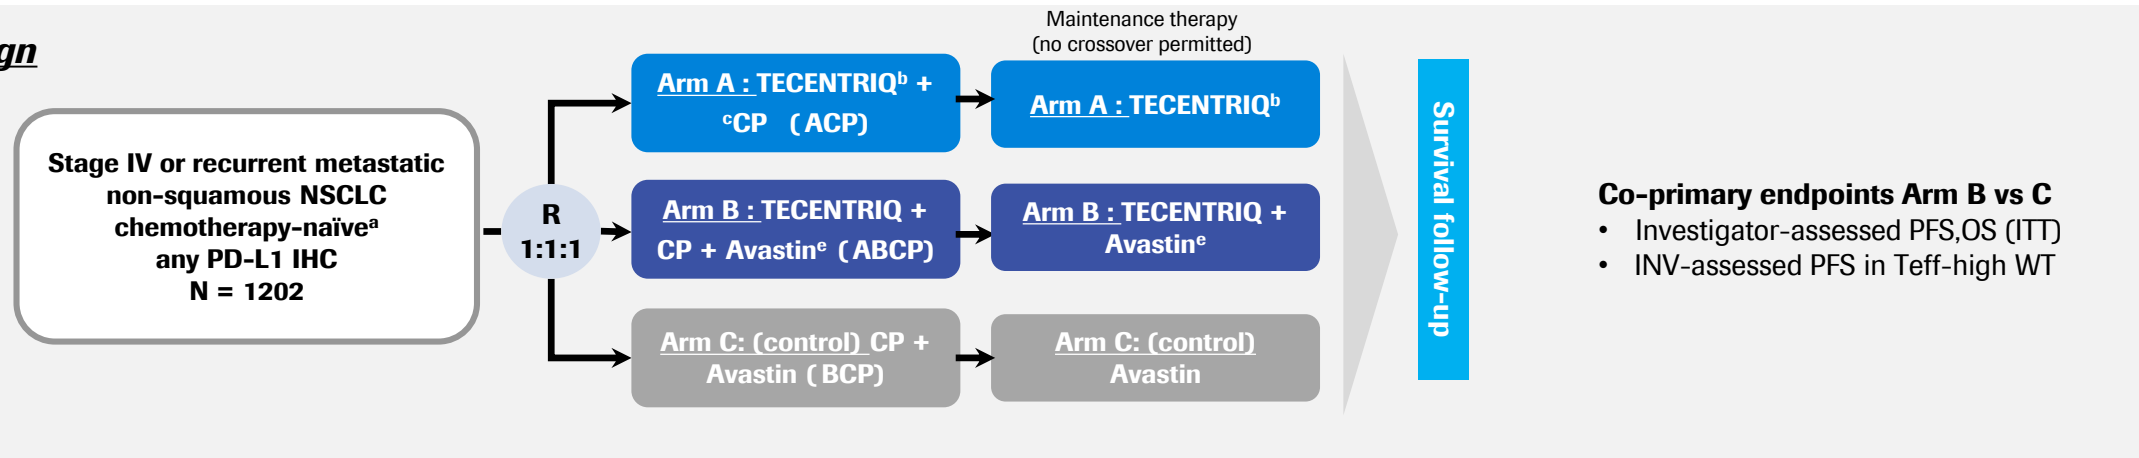 gn
Stage IV or recurrent metastatic
non-squamous NSCLC
chemotherapy-naïveᵃ
any PD-L1 IHC
N = 1202
R
1:1:1
Arm A : TECENTRIQᵇ +
ᶜCP ( ACP)
Arm B : TECENTRIQ +
CP + Avastinᵉ ( ABCP)
Arm C: (control) CP +
Avastin ( BCP)
Maintenance therapy
(no crossover permitted)
Arm A : TECENTRIQᵇ
Arm B : TECENTRIQ +
Avastinᵉ
Arm C: (control)
Avastin
Survival follow-up
Co-primary endpoints Arm B vs C
• Investigator-assessed PFS,OS (ITT)
• INV-assessed PFS in Teff-high WT